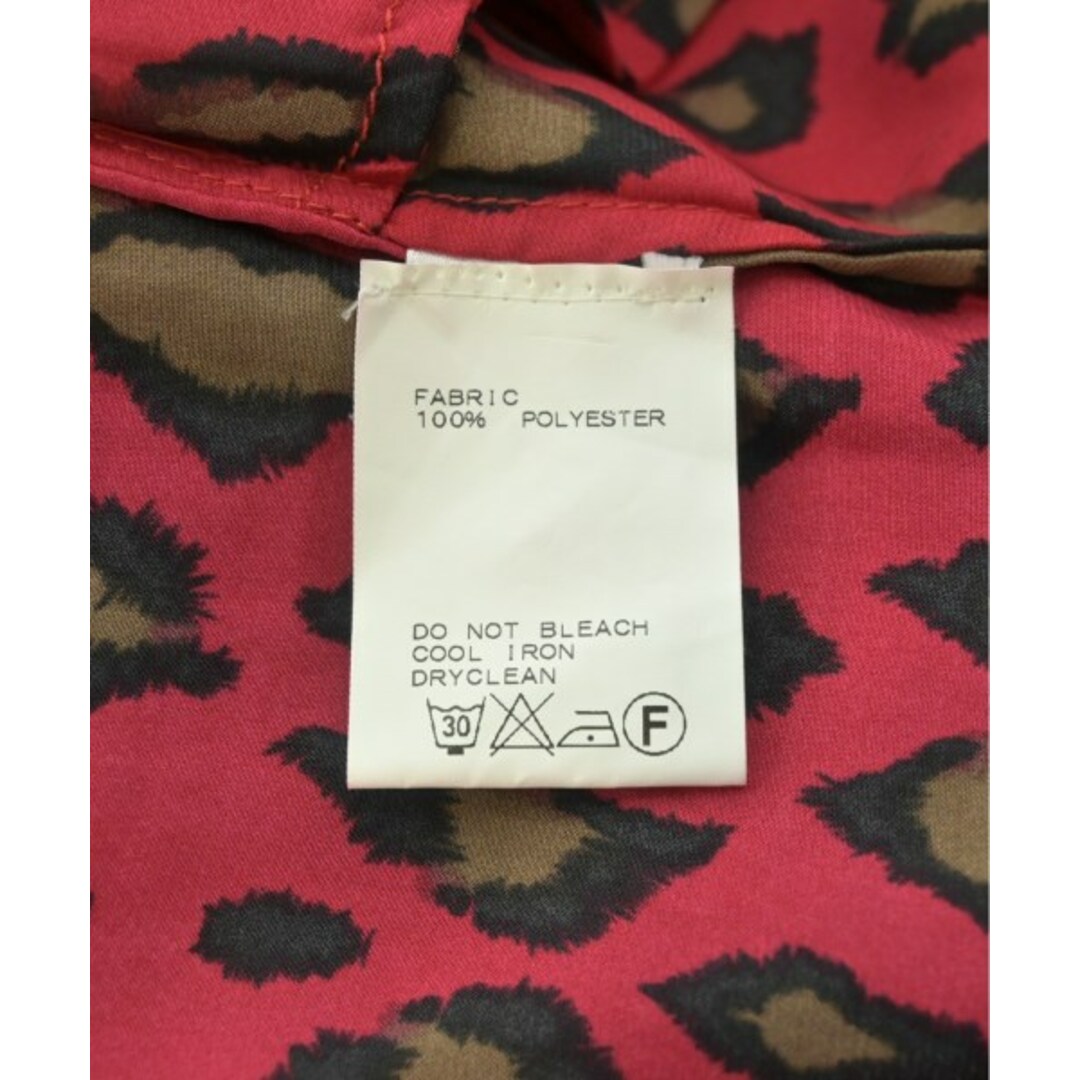 FABRIC
100% POLYESTER
DO NOT BLEACH
COOL IRON
DRYCLEAN
30 F